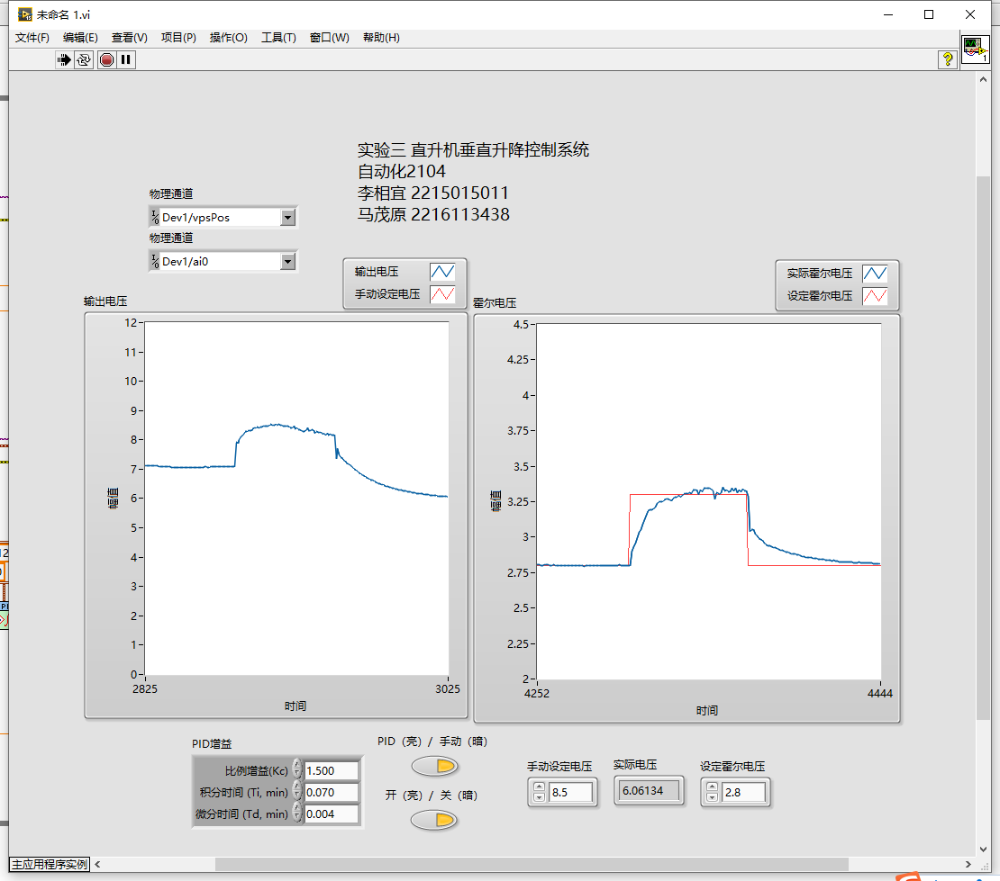 未命名 1.vi
文件(F) 编辑(E) 查看(V) 项目(P) 操作(O) 工具(T) 窗口(W) 帮助(H)
?
1
实验三 直升机垂直升降控制系统
自动化2104
李相宜 2215015011
马茂原 2216113438
物理通道
I/0 Dev1/vpsPos
物理通道
I/0 Dev1/ai0
输出电压
手动设定电压
实际霍尔电压
设定霍尔电压
输出电压
霍尔电压
12
11
10
9
8
7
6
5
4
3
2
1
0
幅值
2825
3025
时间
4.5
4.25
4
3.75
3.5
3.25
3
2.75
2.5
2.25
2
幅值
4252
4444
时间
PID增益
比例增益(Kc) 1.500
积分时间 (Ti, min) 0.070
微分时间 (Td, min) 0.004
PID（亮）/ 手动（暗）
开（亮）/ 关（暗）
手动设定电压
8.5
实际电压
6.06134
设定霍尔电压
2.8
主应用程序实例